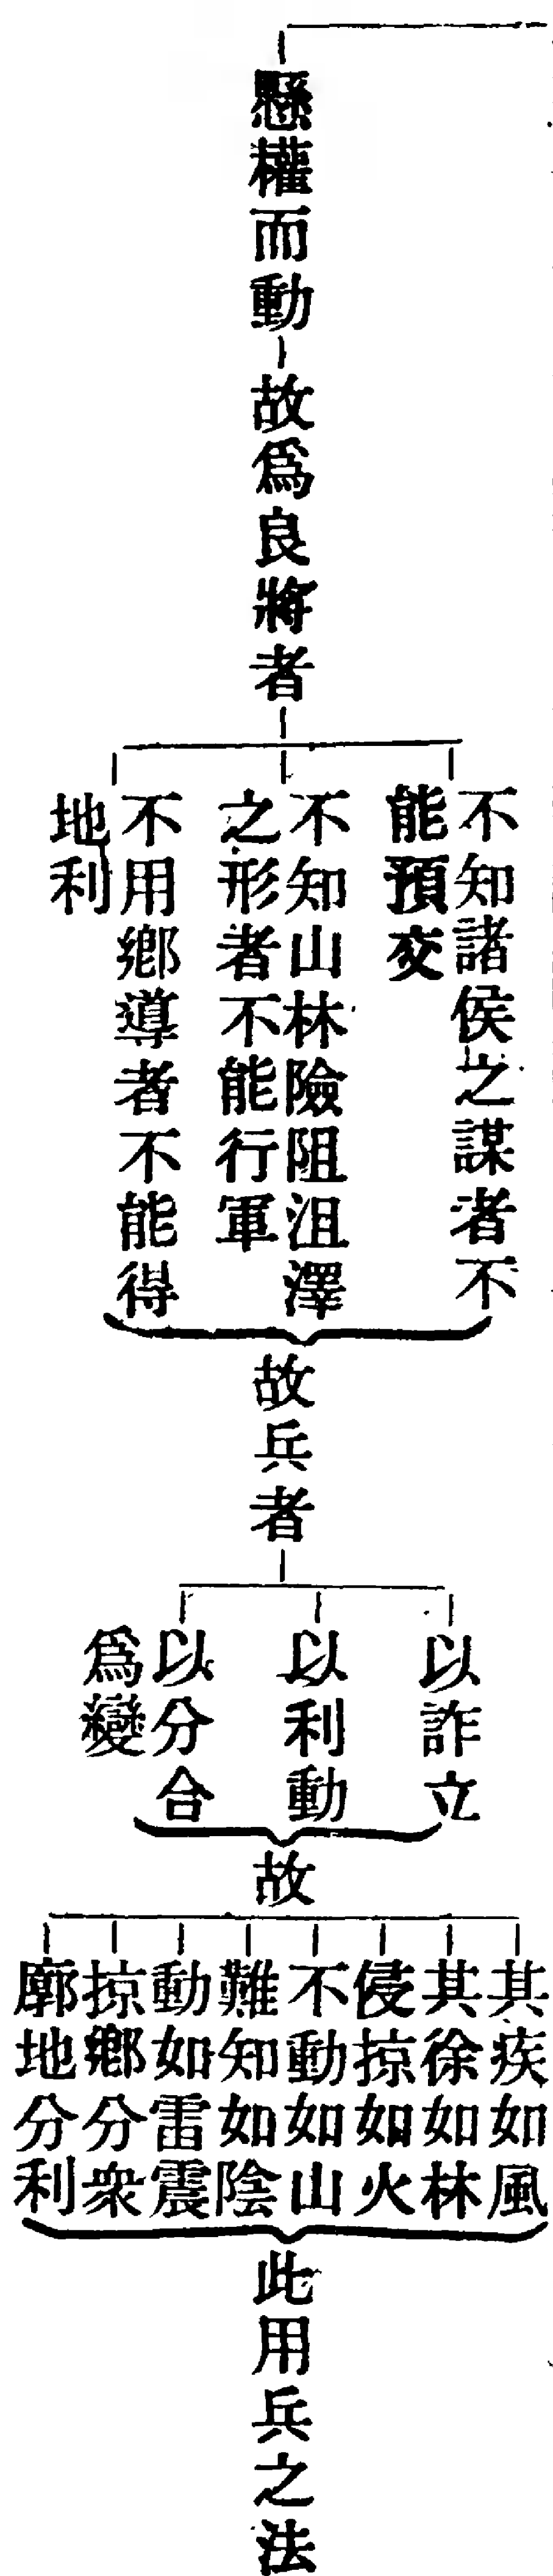 懸權而動
故爲良將者
不知諸侯之謀者不
能預交
不知山林險阻沮澤
之形者不能行軍
不用鄉導者不能得
地利
故兵者
以詐立
以利動
以分合
爲變
故
其疾如風
其徐如林
侵掠如火
不動如山
難知如陰
動如雷震
掠鄉分衆
廓地分利
此用兵之法